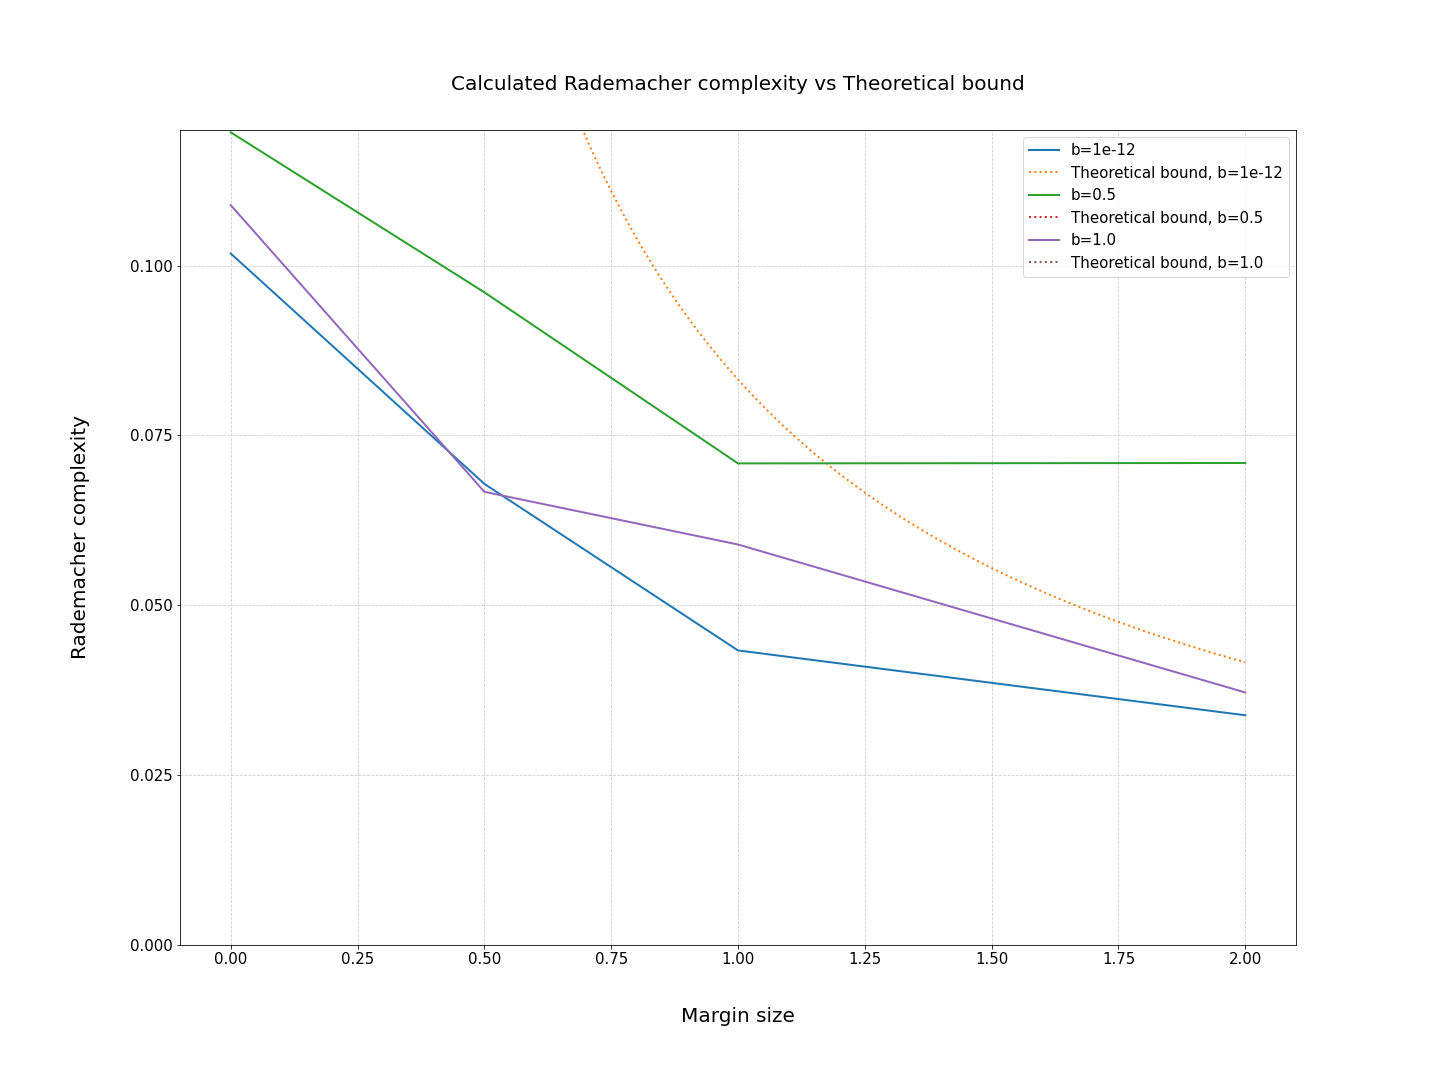 Calculated Rademacher complexity vs Theoretical bound
b=1e-12
Theoretical bound, b=1e-12
b=0.5
Theoretical bound, b=0.5
b=1.0
Theoretical bound, b=1.0
Rademacher complexity
0.100
0.075
0.050
0.025
0.000
0.00 0.25 0.50 0.75 1.00 1.25 1.50 1.75 2.00
Margin size